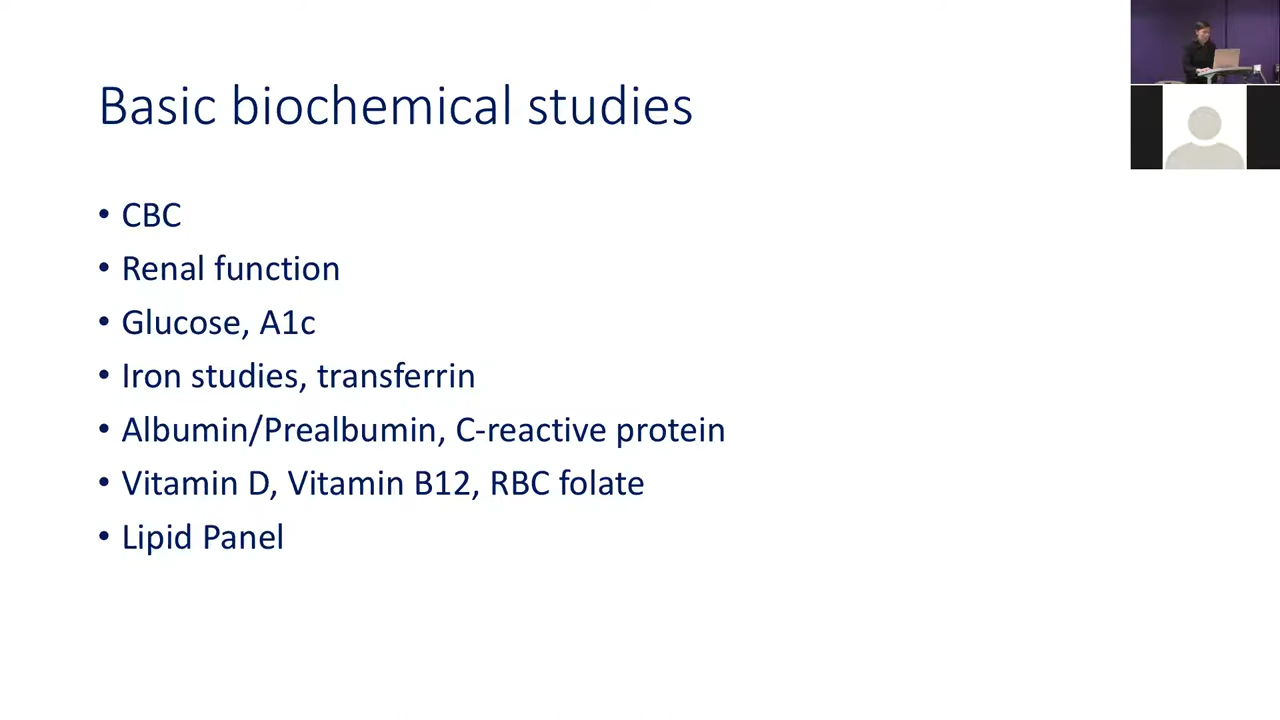 Basic biochemical studies
• CBC
• Renal function
• Glucose, A1c
• Iron studies, transferrin
• Albumin/Prealbumin, C-reactive protein
• Vitamin D, Vitamin B12, RBC folate
• Lipid Panel